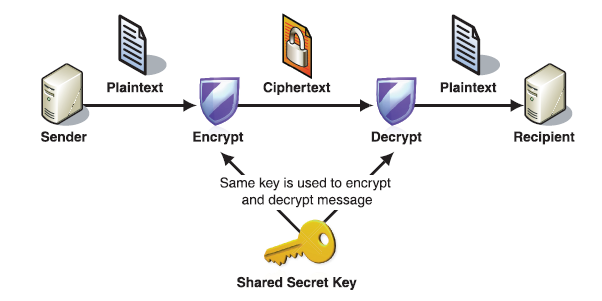 Plaintext
Ciphertext
Plaintext
Sender
Encrypt
Decrypt
Recipient
Same key is used to encrypt
and decrypt message
Shared Secret Key